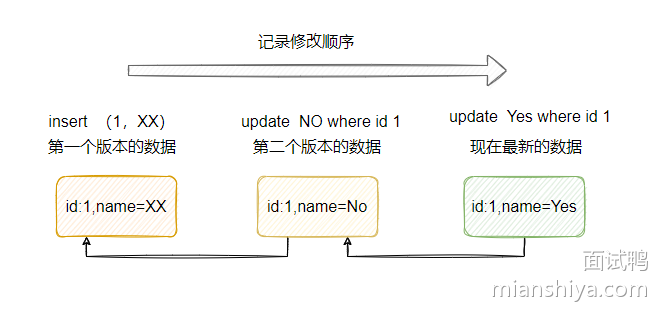 记录修改顺序
insert （1，XX）
update NO where id 1
update Yes where id 1
第一个版本的数据
第二个版本的数据
现在最新的数据
id:1,name=XX
id:1,name=No
id:1,name=Yes
面试鸭
mianshiya.com